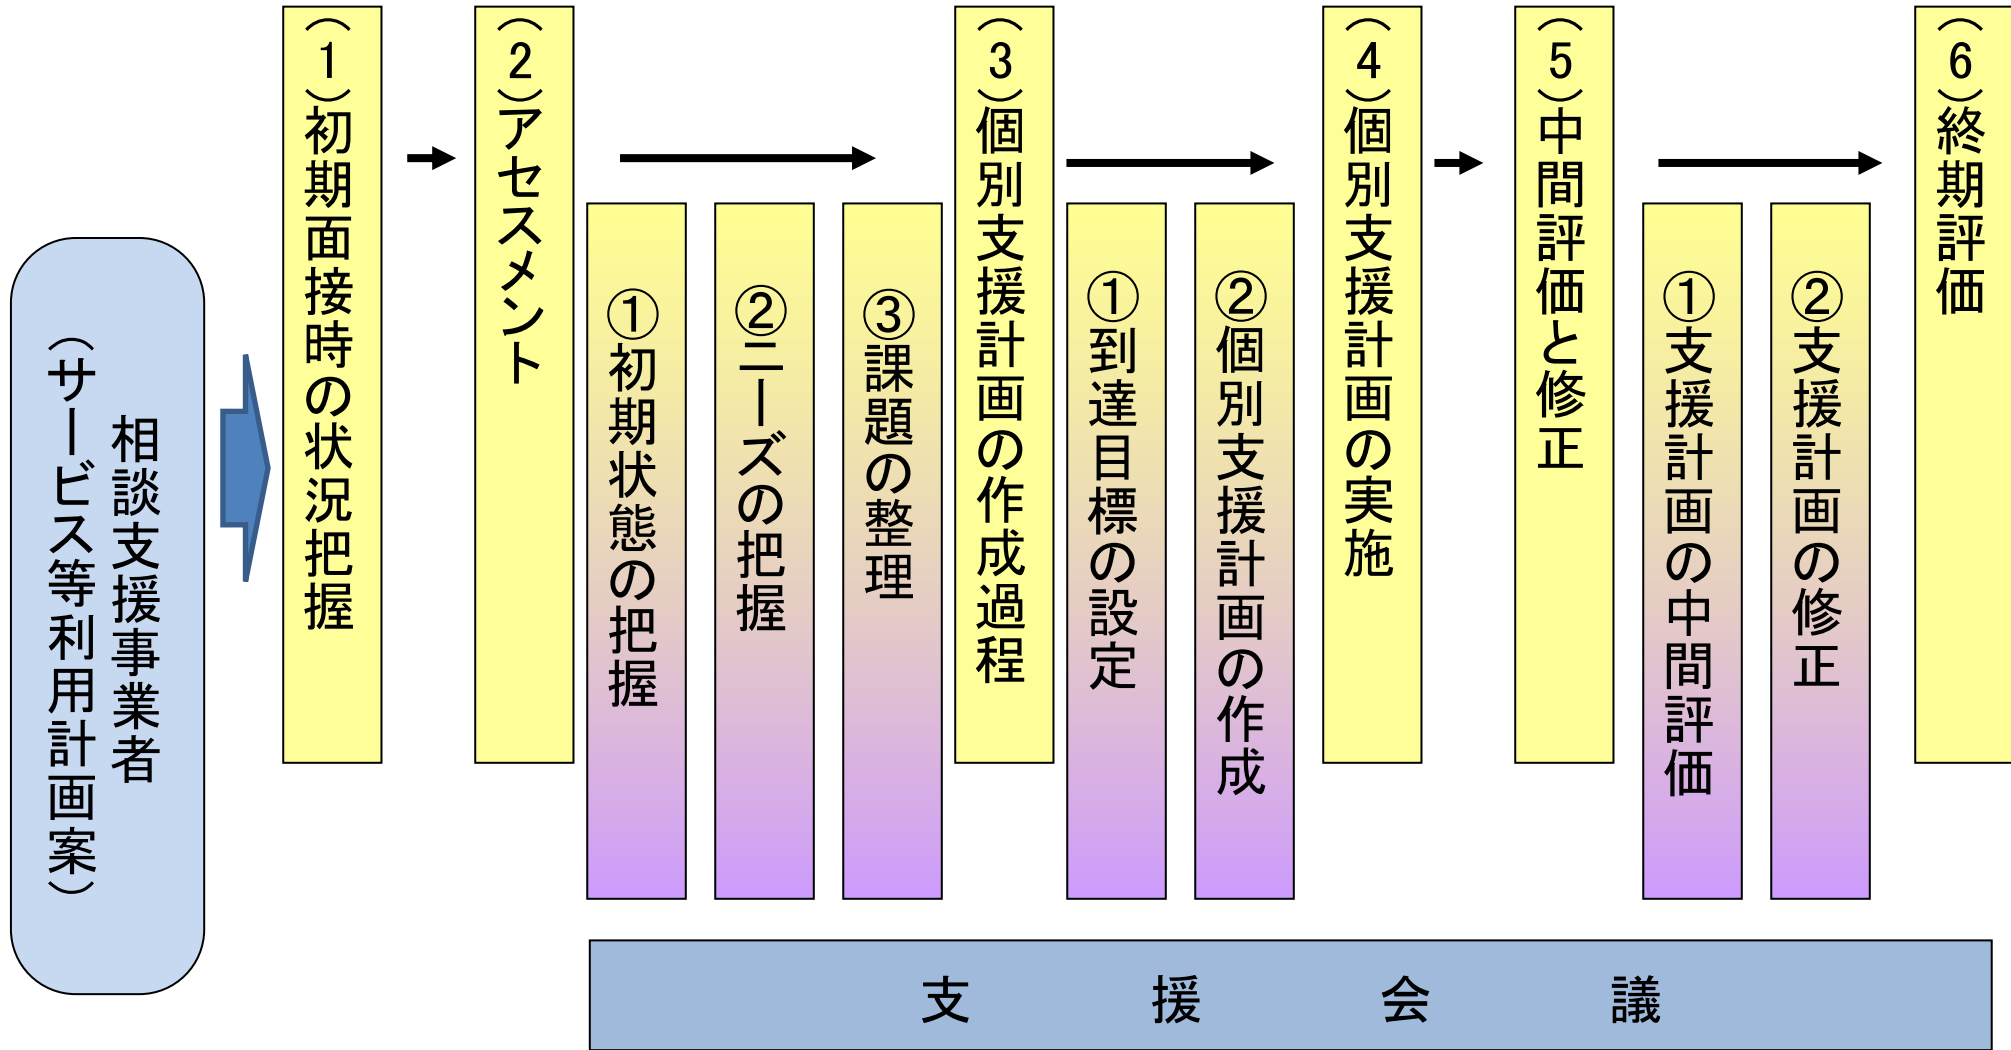 相談支援事業者
（サービス等利用計画案）
（1）初期面接時の状況把握
（2）アセスメント
①初期状態の把握
②ニーズの把握
③課題の整理
（3）個別支援計画の作成過程
①到達目標の設定
②個別支援計画の作成
（4）個別支援計画の実施
（5）中間評価と修正
①支援計画の中間評価
②支援計画の修正
（6）終期評価
支援会議